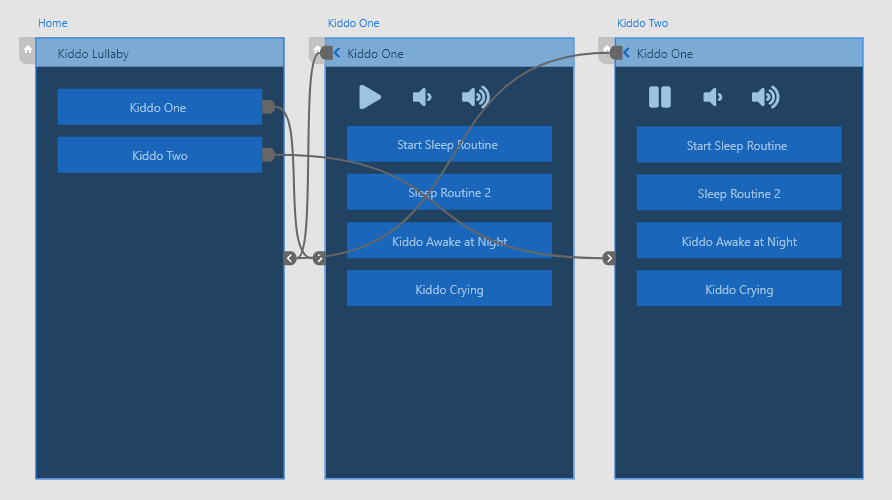 Home
Kiddo Lullaby
Kiddo One
Kiddo Two
Kiddo One
Kiddo One
Start Sleep Routine
Sleep Routine 2
Kiddo Awake at Night
Kiddo Crying
Kiddo Two
Kiddo One
Start Sleep Routine
Sleep Routine 2
Kiddo Awake at Night
Kiddo Crying